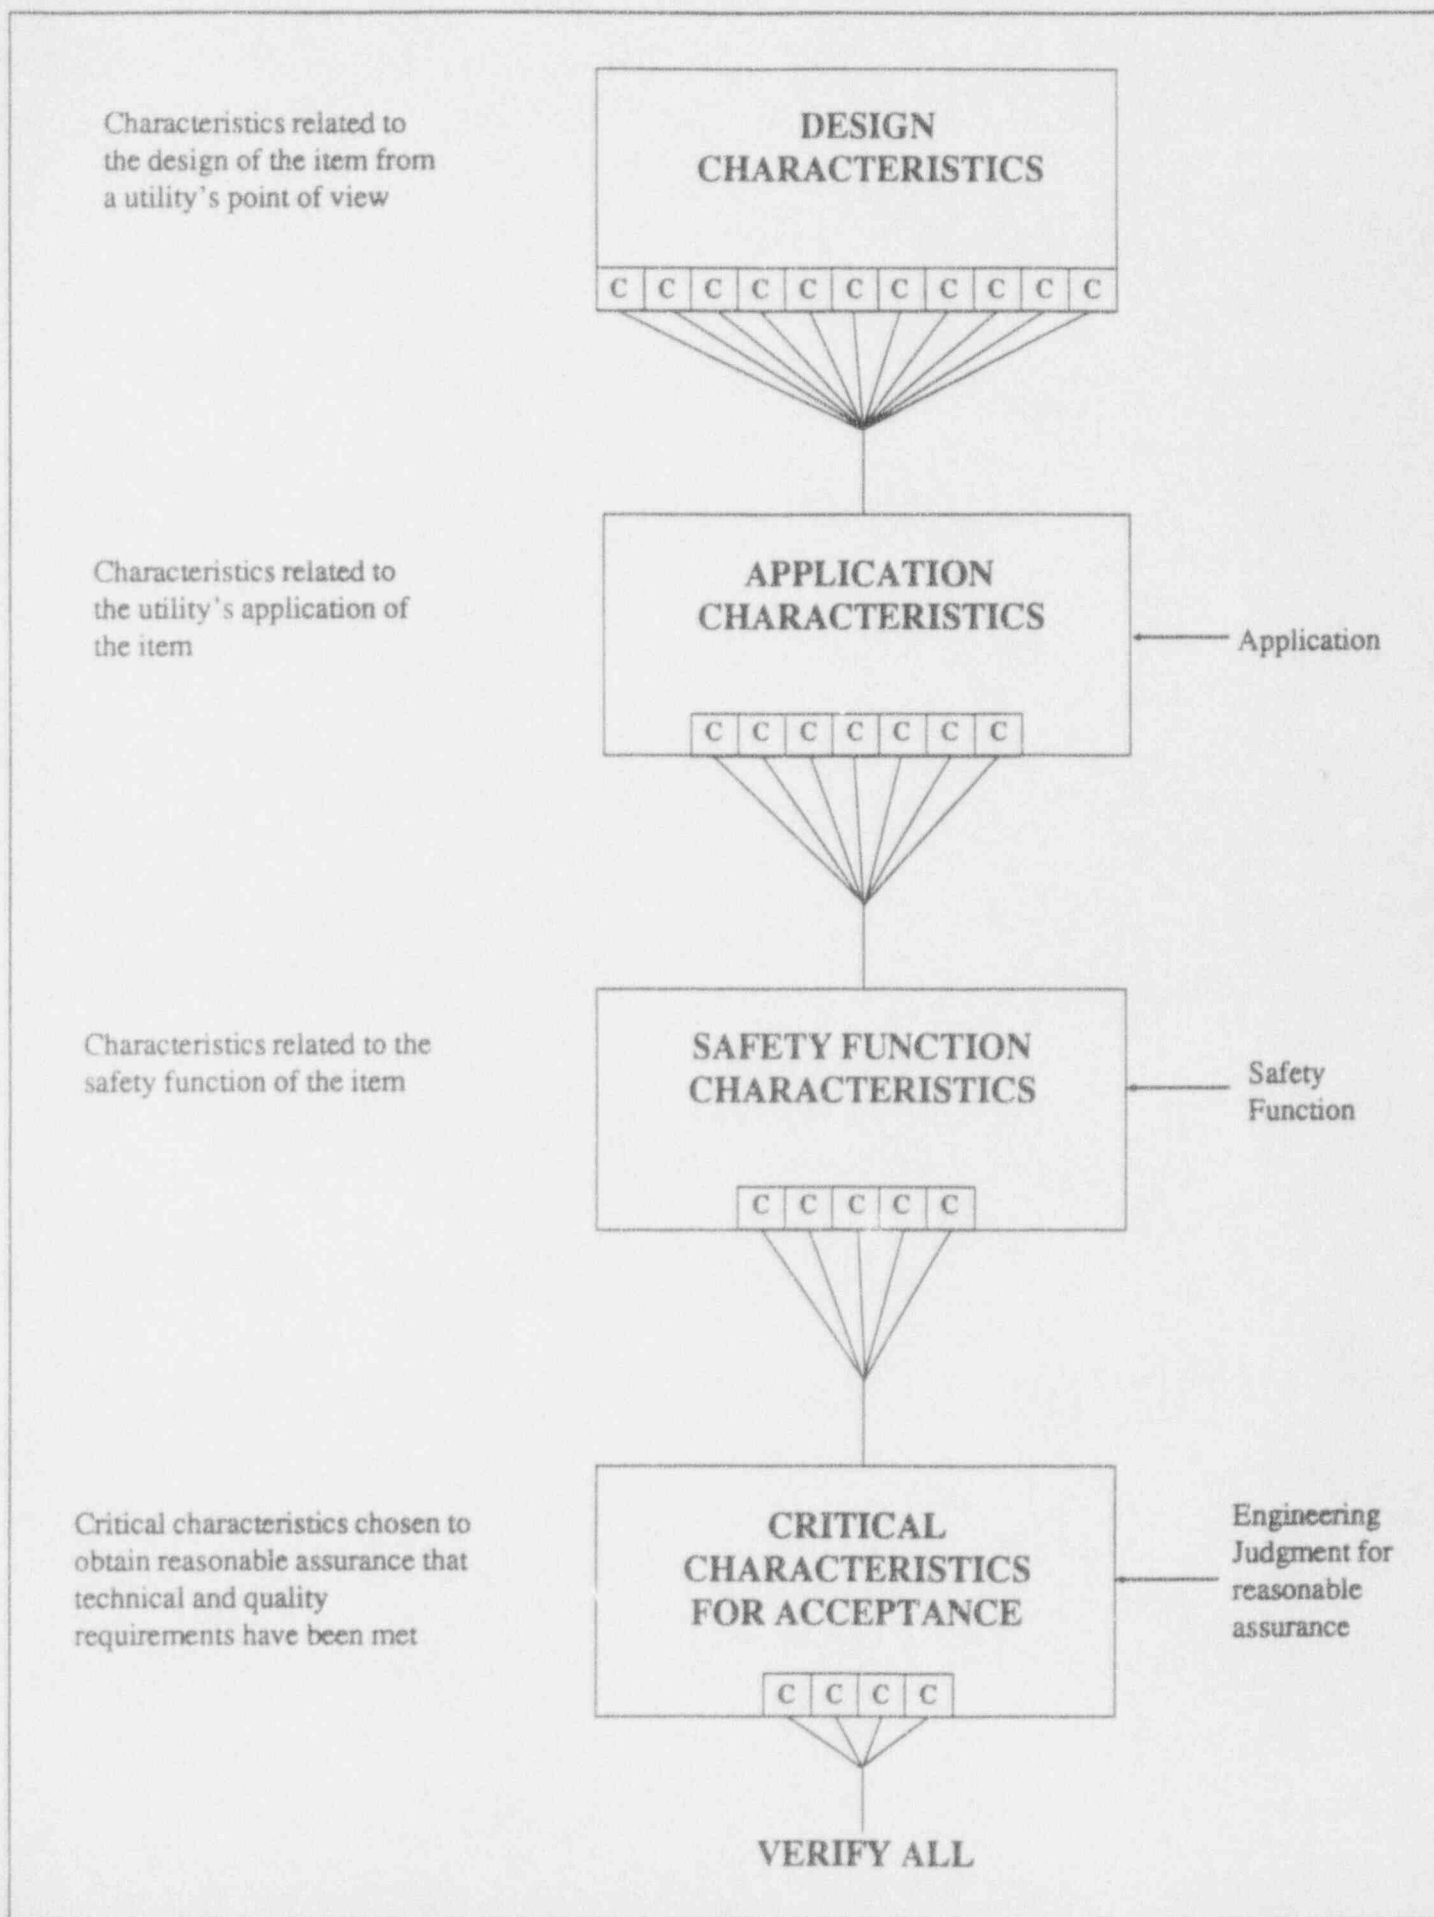 Characteristics related to
the design of the item from
a utility's point of view
DESIGN
CHARACTERISTICS
C C C C C C C C C C C
Characteristics related to
the utility's application of
the item
APPLICATION
CHARACTERISTICS
Application
C C C C C C C
Characteristics related to the
safety function of the item
SAFETY FUNCTION
CHARACTERISTICS
Safety
Function
C C C C C
Critical characteristics chosen to
obtain reasonable assurance that
technical and quality
requirements have been met
CRITICAL
CHARACTERISTICS
FOR ACCEPTANCE
Engineering
Judgment for
reasonable
assurance
C C C C
VERIFY ALL